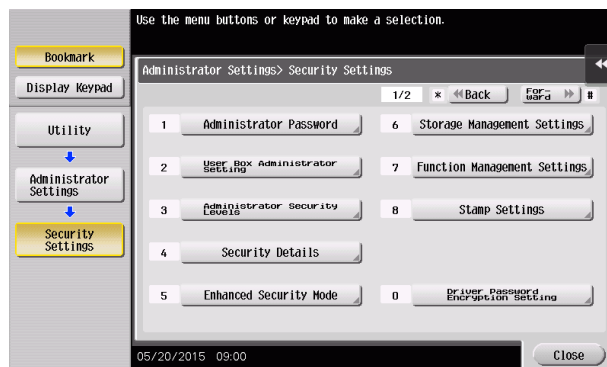 Use the menu buttons or keypad to make a selection.
Bookmark
Display Keypad
Utility
Administrator
Settings
Security
Settings
Administrator Settings> Security Settings
1/2 * Back For-
ward #
1 Administrator Password
2 User Box Administrator
Setting
3 Administrator Security
Levels
4 Security Details
5 Enhanced Security Mode
6 Storage Management Settings
7 Function Management Settings
8 Stamp Settings
0 Driver Password
Encryption Setting
05/20/2015 09:00
Close